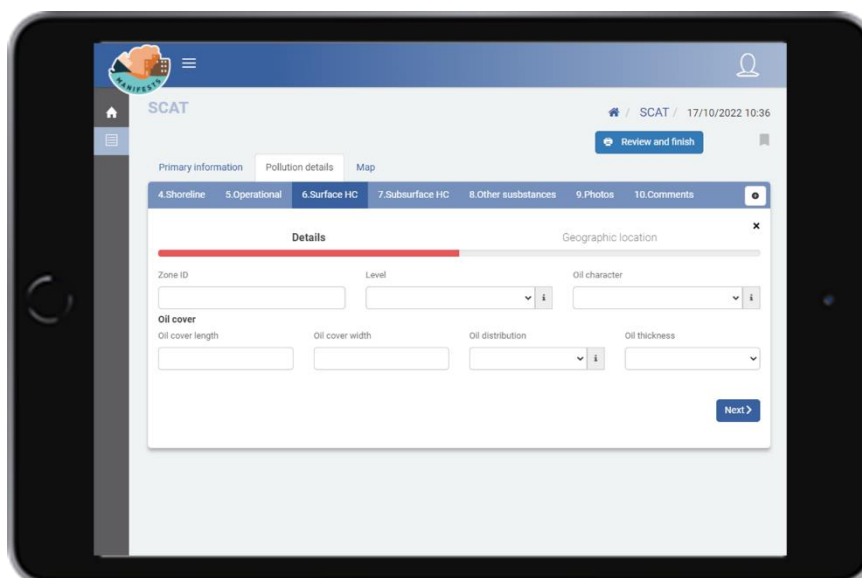 MANIFESTS
SCAT
SCAT / 17/10/2022 10:36
Review and finish
Primary information Pollution details Map
4.Shoreline 5.Operational 6.Surface HC 7.Subsurface HC 8.Other susbstances 9.Photos 10.Comments
Details Geographic location
Zone ID Level Oil character
i i
Oil cover
Oil cover length Oil cover width Oil distribution Oil thickness
i
Next